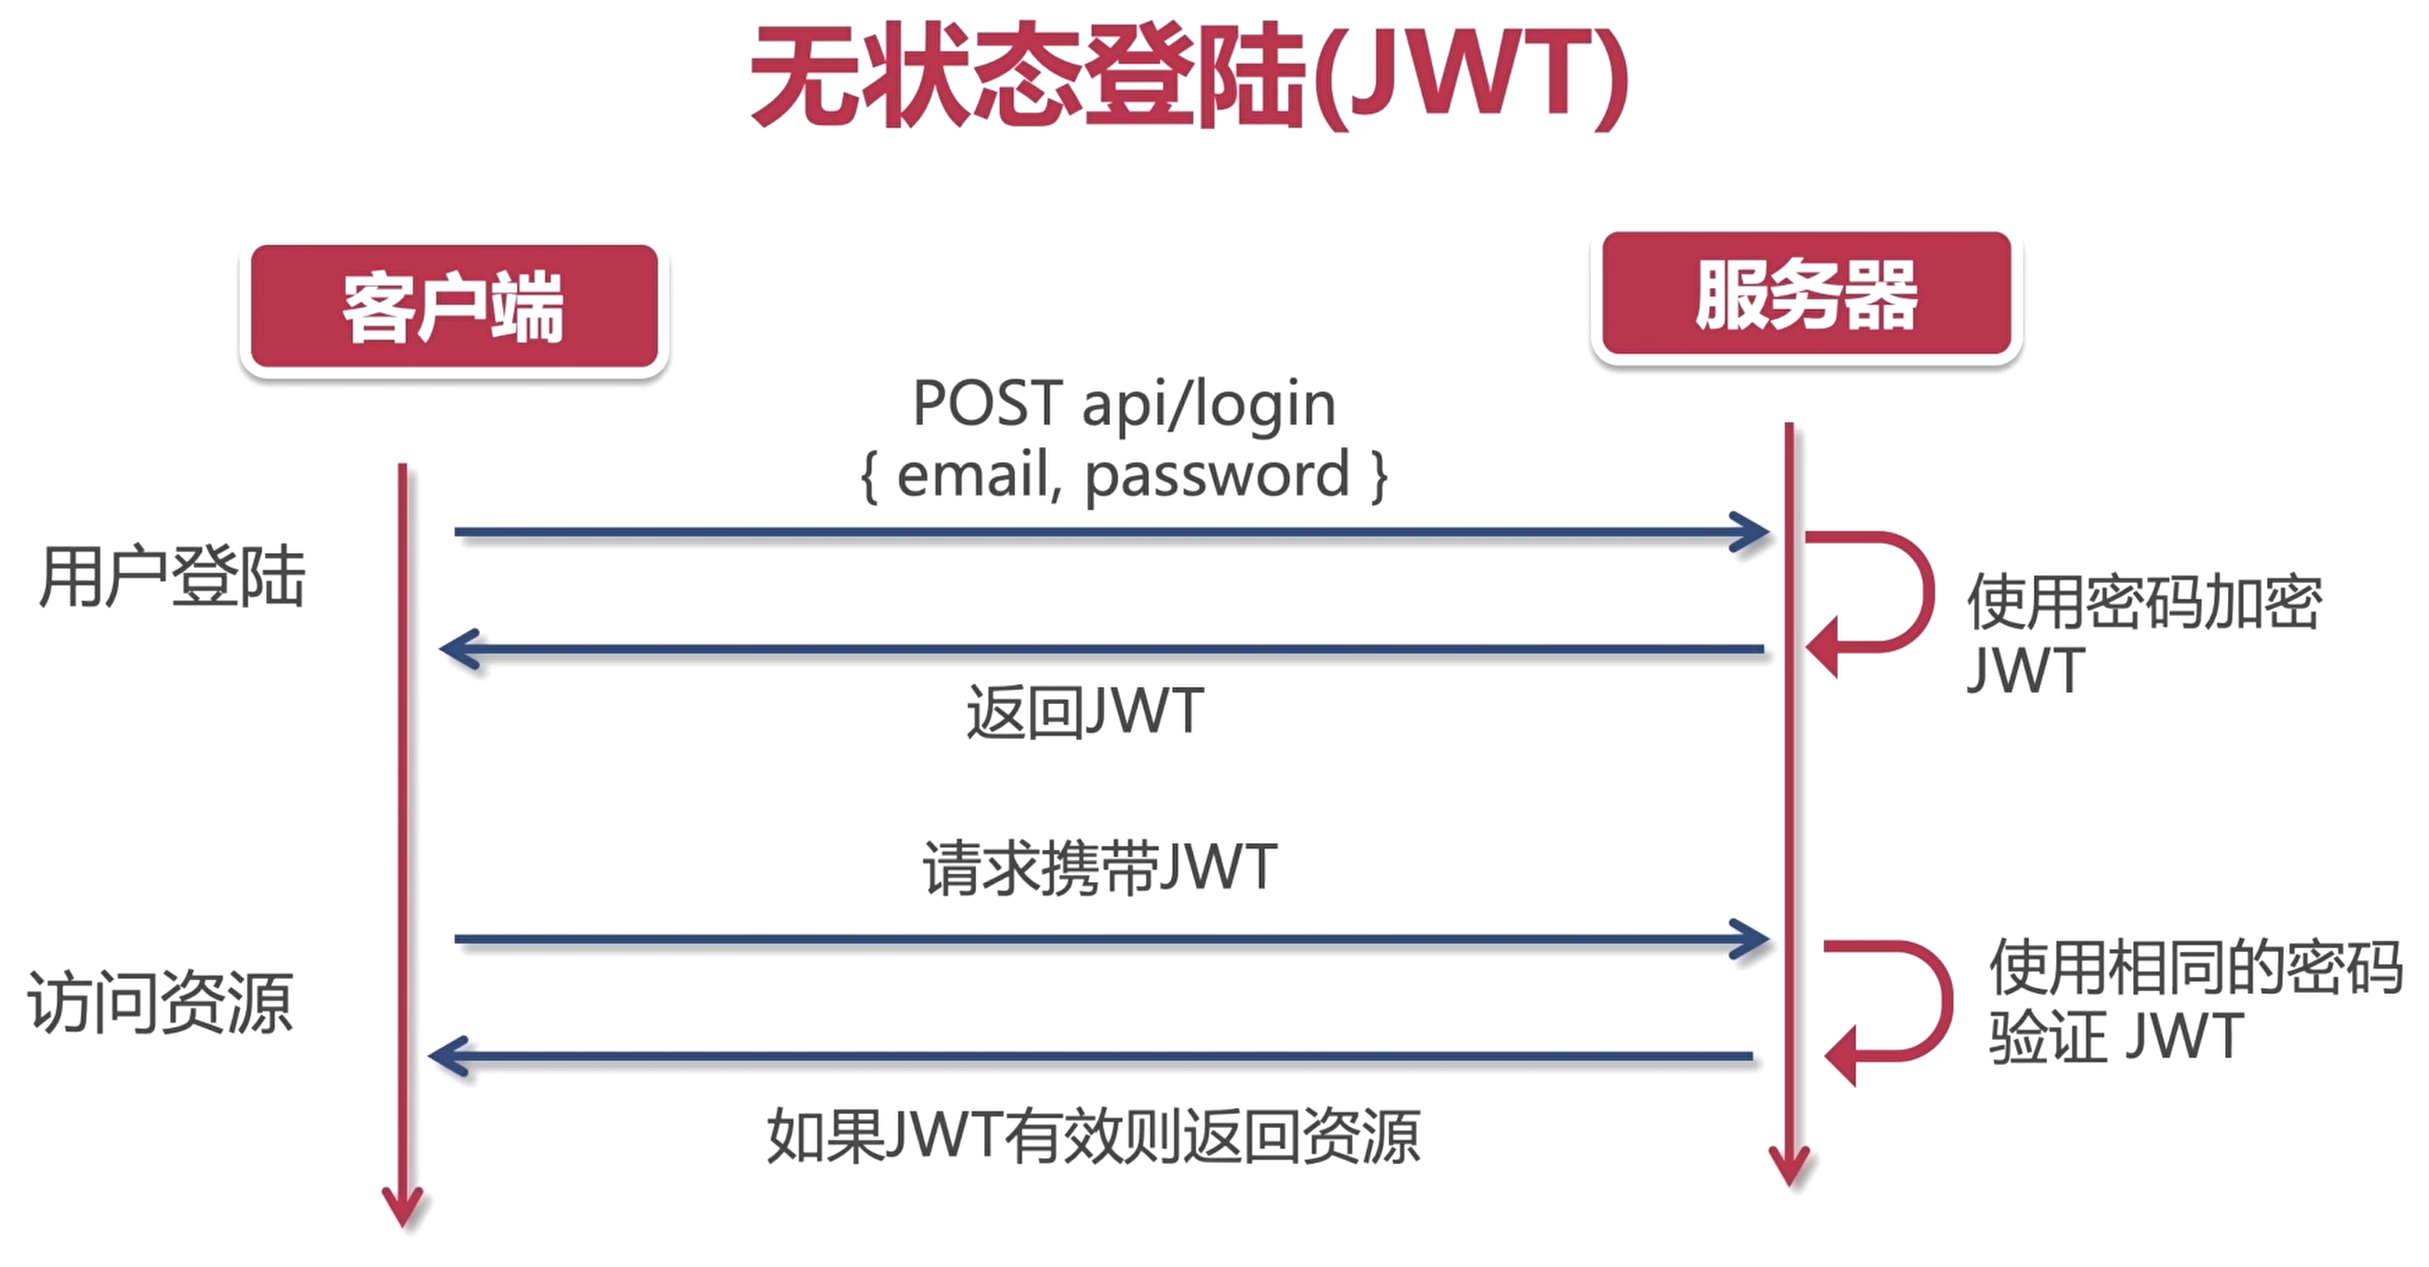 无状态登陆(JWT)
客户端
服务器
POST api/login
{ email, password }
用户登陆
使用密码加密
JWT
返回JWT
请求携带JWT
访问资源
使用相同的密码
验证 JWT
如果JWT有效则返回资源